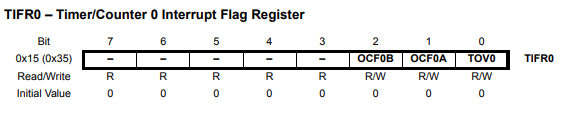 TIFR0 – Timer/Counter 0 Interrupt Flag Register
Bit 7 6 5 4 3 2 1 0
0x15 (0x35) – – – – – OCF0B OCF0A TOV0 TIFR0
Read/Write R R R R R R/W R/W R/W
Initial Value 0 0 0 0 0 0 0 0